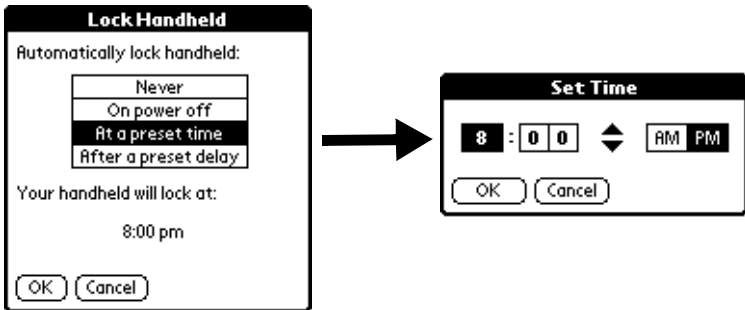 Lock Handheld
Automatically lock handheld:
Never
On power off
At a preset time
After a preset delay
Your handheld will lock at:
8:00 pm
OK Cancel
Set Time
8 : 0 0 AM PM
OK Cancel